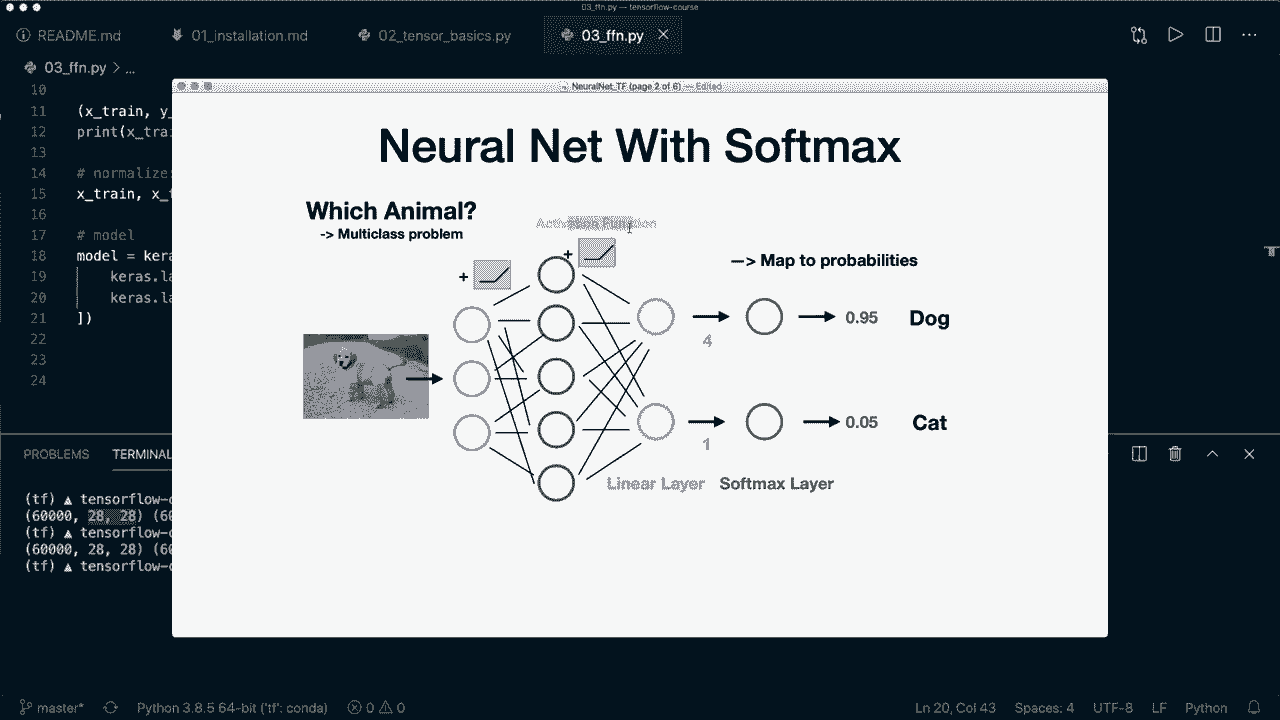 03_ffn.py — tensorflow-course
README.md
01_installation.md
02_tensor_basics.py
03_ffn.py
03_ffn.py > ...
10
11 (x_train, y_
12 print(x_trai
13
14 # normalize
15 x_train, x_t
16
17 # model
18 model = kera
19 keras.la
20 keras.la
21 ])
22
23
24
NeuralNet_TF (page 2 of 6) — Edited
Neural Net With Softmax
Which Animal?
-> Multiclass problem
Activation Function
+
+
—> Map to probabilities
4
0.95
Dog
1
0.05
Cat
Linear Layer
Softmax Layer
PROBLEMS
TERMINAL
(tf) ▲ tensorflow-c
(60000, 28, 28) (60
(tf) ▲ tensorflow-c
(60000, 28, 28) (60
(tf) ▲ tensorflow-c
master*
Python 3.8.5 64-bit ('tf': conda)
0
0
Ln 20, Col 43
Spaces: 4
UTF-8
LF
Python